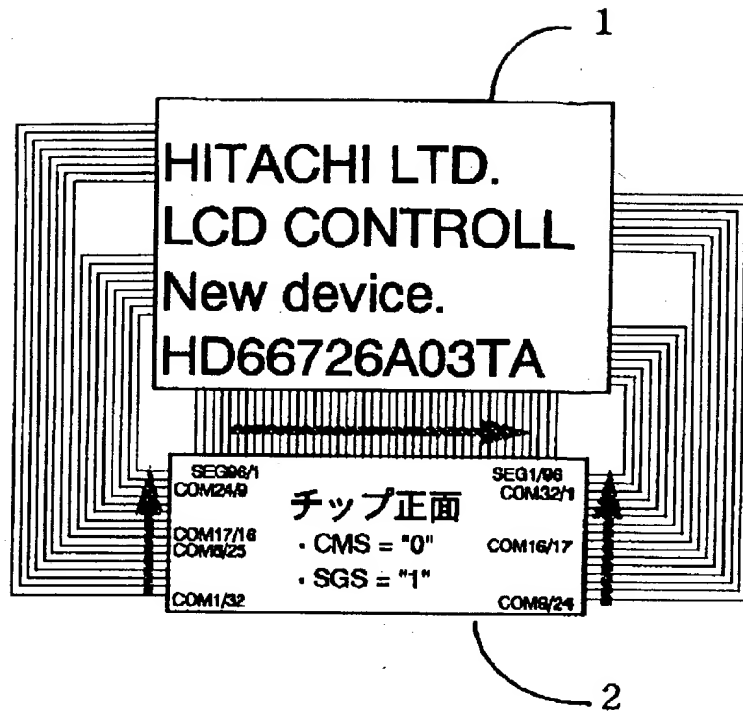 1
HITACHI LTD.
LCD CONTROLL
New device.
HD66726A03TA
SEG96/1
SEG1/96
COM24/9
COM32/1
チップ正面
COM17/16
・CMS = "0"
COM16/17
COM8/25
・SGS = "1"
COM1/32
COM9/24
2